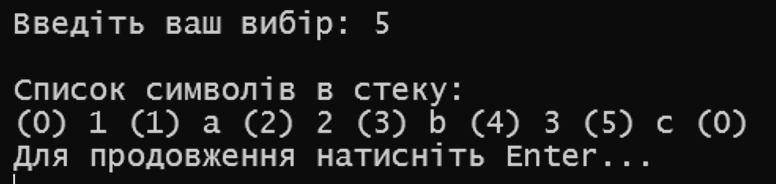 Введіть ваш вибір: 5
Список символів в стеку:
(0) 1 (1) a (2) 2 (3) b (4) 3 (5) c (0)
Для продовження натисніть Enter...